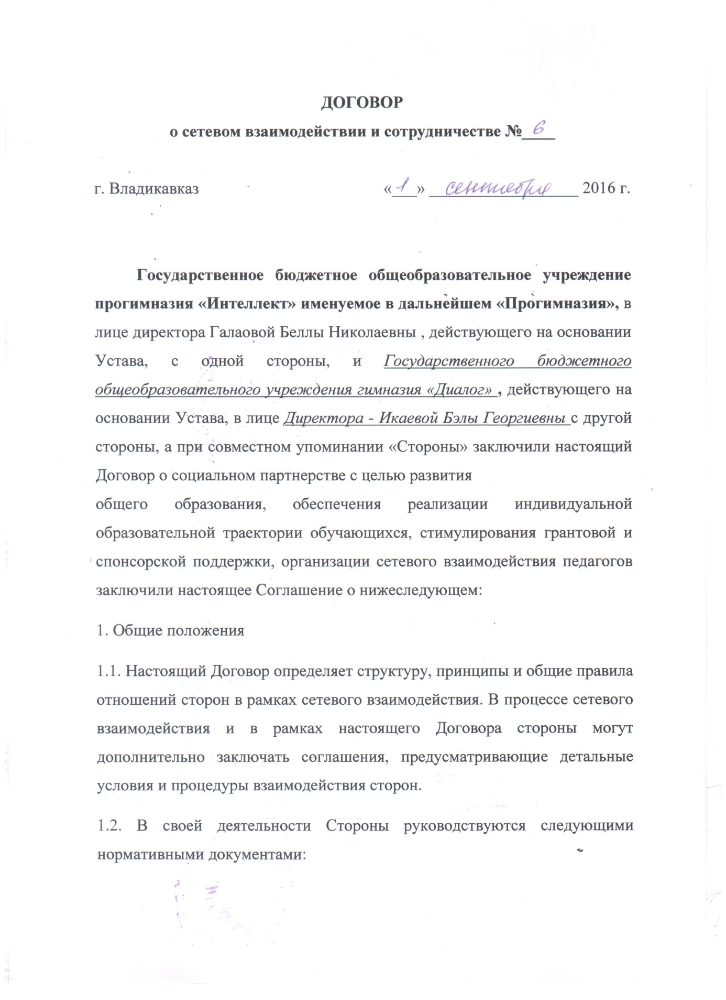 ДОГОВОР
о сетевом взаимодействии и сотрудничестве №__6__
г. Владикавказ «_1_» ____сентября____ 2016 г.
Государственное бюджетное общеобразовательное учреждение
прогимназия «Интеллект» именуемое в дальнейшем «Прогимназия», в
лице директора Галаовой Беллы Николаевны , действующего на основании
Устава, с одной стороны, и Государственного бюджетного
общеобразовательного учреждения гимназия «Диалог» , действующего на
основании Устава, в лице Директора - Икаевой Бэлы Георгиевны с другой
стороны, а при совместном упоминании «Стороны» заключили настоящий
Договор о социальном партнерстве с целью развития
общего образования, обеспечения реализации индивидуальной
образовательной траектории обучающихся, стимулирования грантовой и
спонсорской поддержки, организации сетевого взаимодействия педагогов
заключили настоящее Соглашение о нижеследующем:
1. Общие положения
1.1. Настоящий Договор определяет структуру, принципы и общие правила
отношений сторон в рамках сетевого взаимодействия. В процессе сетевого
взаимодействия и в рамках настоящего Договора стороны могут
дополнительно заключать соглашения, предусматривающие детальные
условия и процедуры взаимодействия сторон.
1.2. В своей деятельности Стороны руководствуются следующими
нормативными документами: